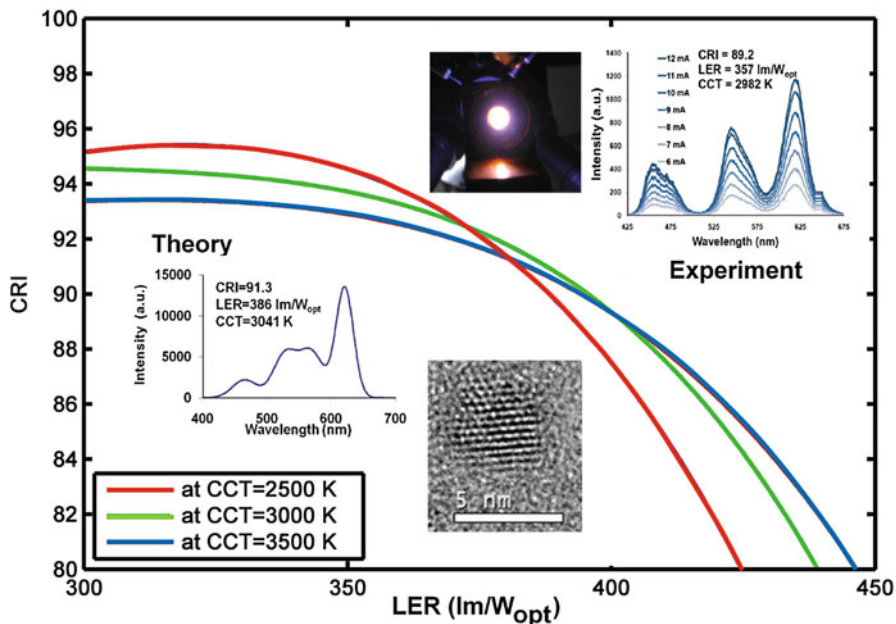 100
98
96
94
92
90
88
86
84
82
80
CRI
300
350
400
450
LER (lm/Wopt)
at CCT=2500 K
at CCT=3000 K
at CCT=3500 K
Theory
CRI=91.3
LER=386 lm/Wopt
CCT=3041 K
Intensity (a.u.)
15000
10000
5000
0
400
500
600
700
Wavelength (nm)
5 nm
CRI = 89.2
LER = 357 lm/Wopt
CCT = 2982 K
12 mA
11 mA
10 mA
9 mA
8 mA
7 mA
6 mA
Intensity (a.u.)
1400
1200
1000
800
600
400
200
0
425
475
525
575
625
675
Wavelength (nm)
Experiment